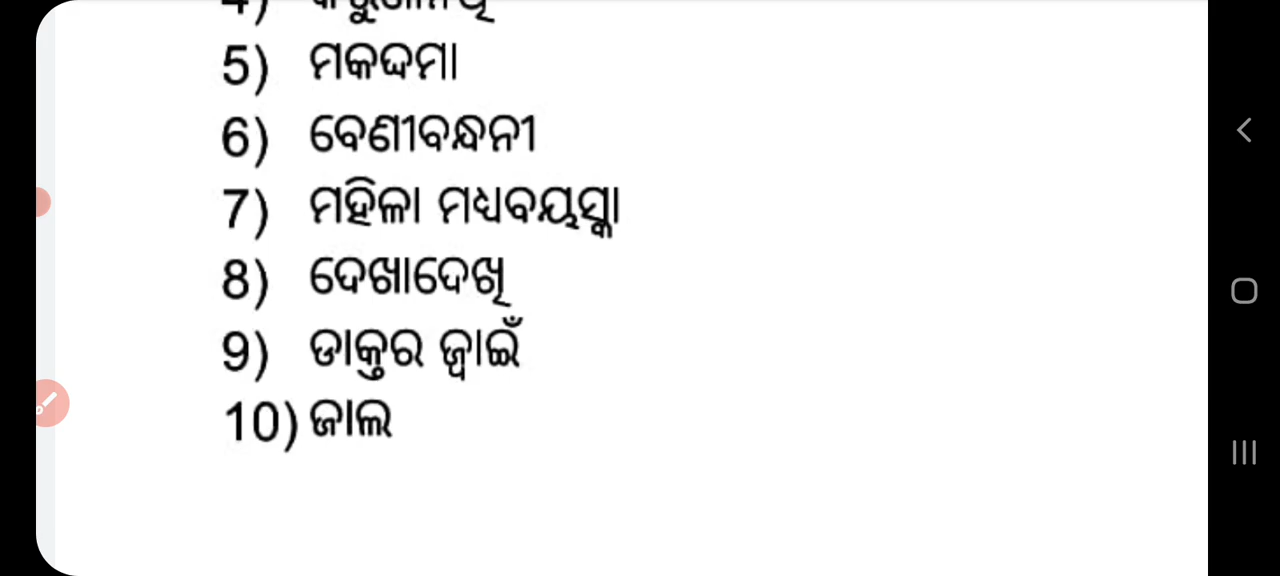 5) ମକଦ୍ଦମା
6) ବେଣୀବନ୍ଧନୀ
7) ମହିଳା ମଧ୍ୟବୟସ୍କା
8) ଦେଖାଦେଖି
9) ଡାକ୍ତର ଜ୍ୱାଇଁ
10) ଜାଲ